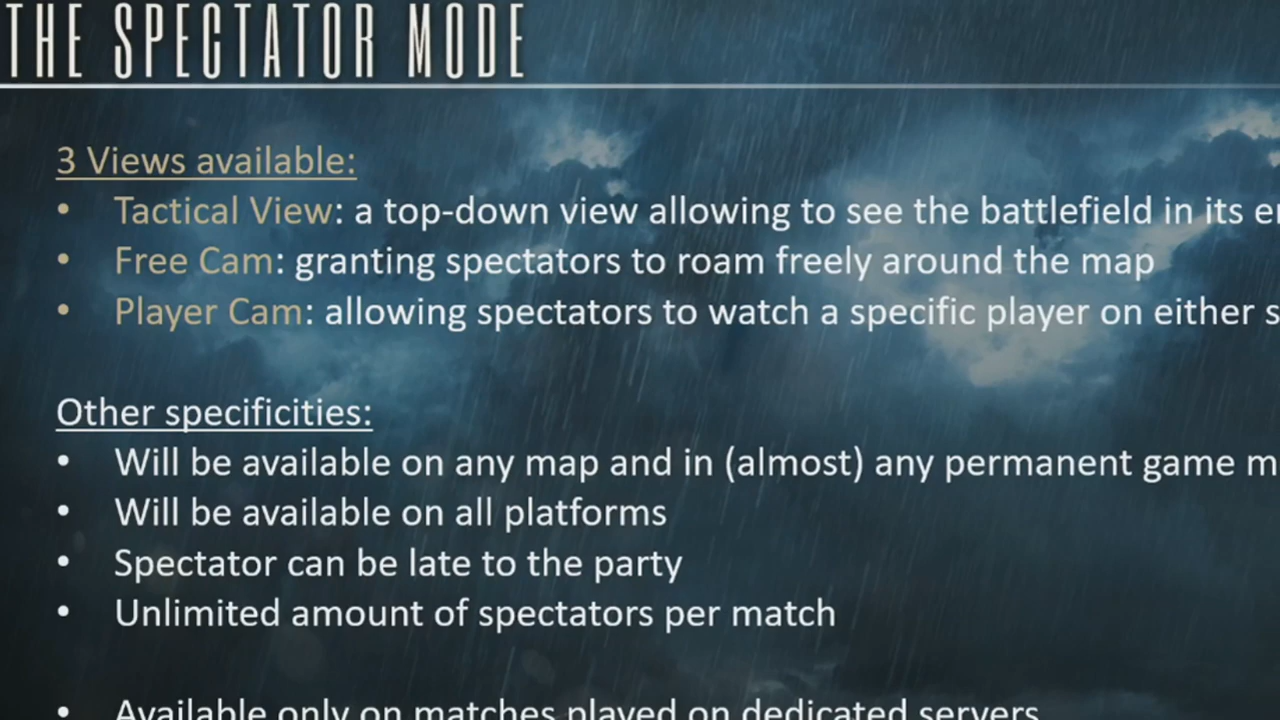 THE SPECTATOR MODE
3 Views available:
• Tactical View: a top-down view allowing to see the battlefield in its
• Free Cam: granting spectators to roam freely around the map
• Player Cam: allowing spectators to watch a specific player on either
Other specificities:
• Will be available on any map and in (almost) any permanent game
• Will be available on all platforms
• Spectator can be late to the party
• Unlimited amount of spectators per match
• Available only on matches played on dedicated servers